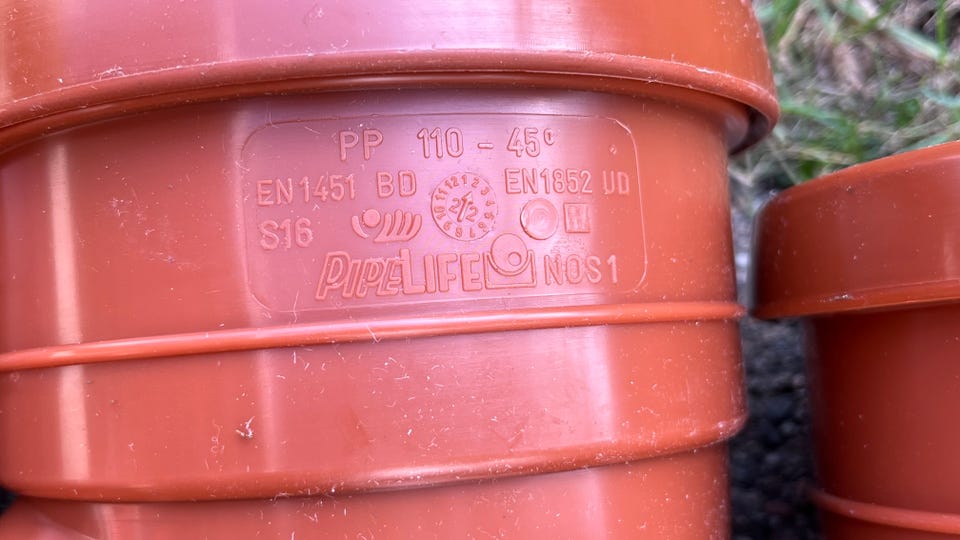 PP 110 - 45°
EN1451 BD EN1852 UD
S16
PIPELIFE NOS1